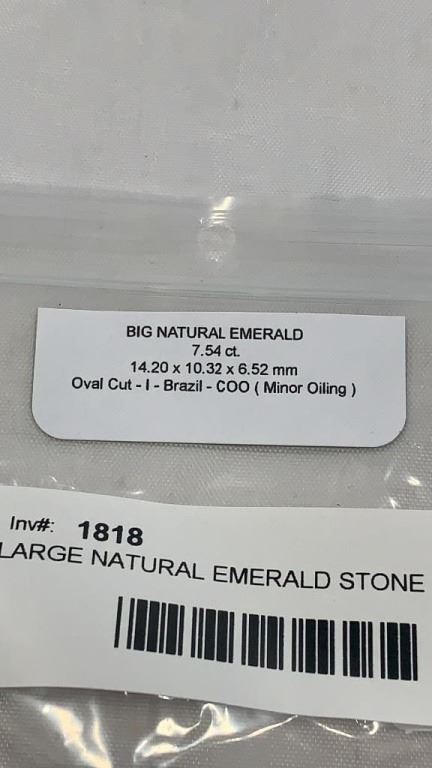 BIG NATURAL EMERALD
7.54 ct.
14.20 x 10.32 x 6.52 mm
Oval Cut - I - Brazil - COO ( Minor Oiling )
Inv#: 1818
LARGE NATURAL EMERALD STONE